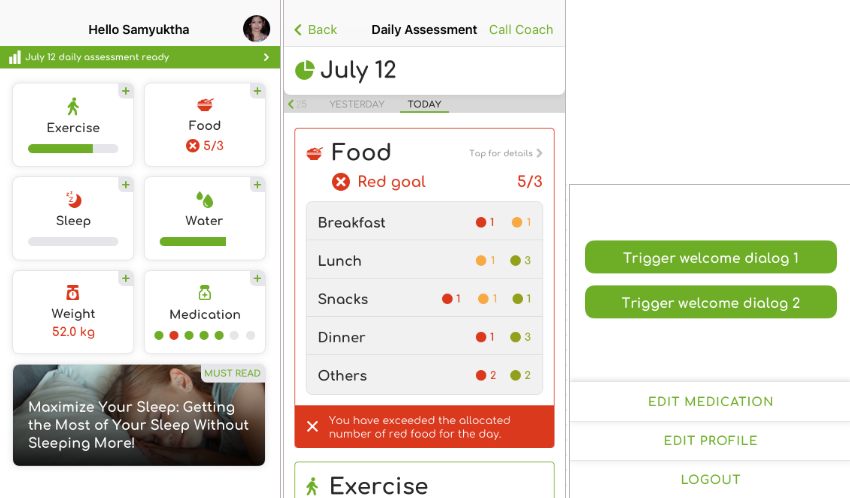 Hello Samyuktha
July 12 daily assessment ready
Exercise
Food
5/3
Sleep
Water
Weight
52.0 kg
Medication
MUST READ
Maximize Your Sleep: Getting
the Most of Your Sleep Without
Sleeping More!
Back
Daily Assessment
Call Coach
July 12
YESTERDAY
TODAY
Food
Tap for details
Red goal
5/3
Breakfast 1 1
Lunch 1 3
Snacks 1 1 1
Dinner 1 3
Others 2 2
You have exceeded the allocated
number of red food for the day.
Exercise
Trigger welcome dialog 1
Trigger welcome dialog 2
EDIT MEDICATION
EDIT PROFILE
LOGOUT